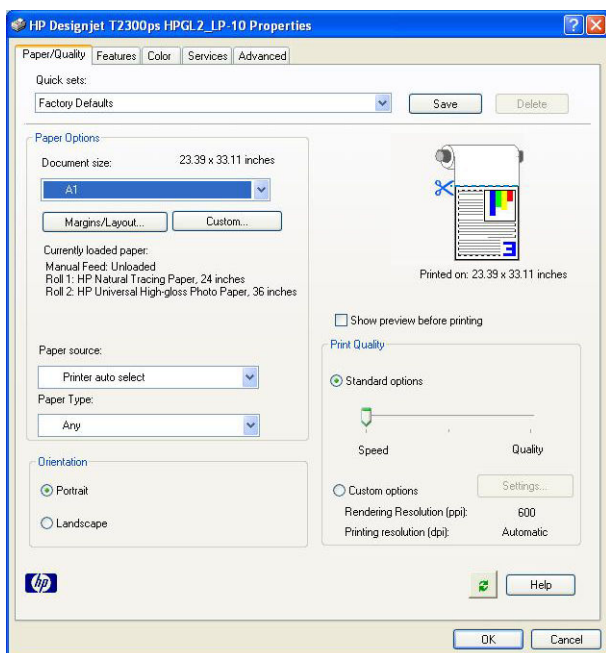 HP Designjet T2300ps HPGL2_LP-10 Properties
Paper/Quality Features Color Services Advanced
Quick sets:
Factory Defaults
Save
Delete
Paper Options
Document size: 23.39 x 33.11 inches
A1
Margins/Layout...
Custom...
Currently loaded paper:
Manual Feed: Unloaded
Roll 1: HP Natural Tracing Paper, 24 inches
Roll 2: HP Universal High-gloss Photo Paper, 36 inches
Paper source:
Printer auto select
Paper Type:
Any
Orientation
Portrait
Landscape
3
Printed on: 23.39 x 33.11 inches
Show preview before printing
Print Quality
Standard options
Speed Quality
Custom options
Settings...
Rendering Resolution (ppi): 600
Printing resolution (dpi): Automatic
hp
Help
OK
Cancel